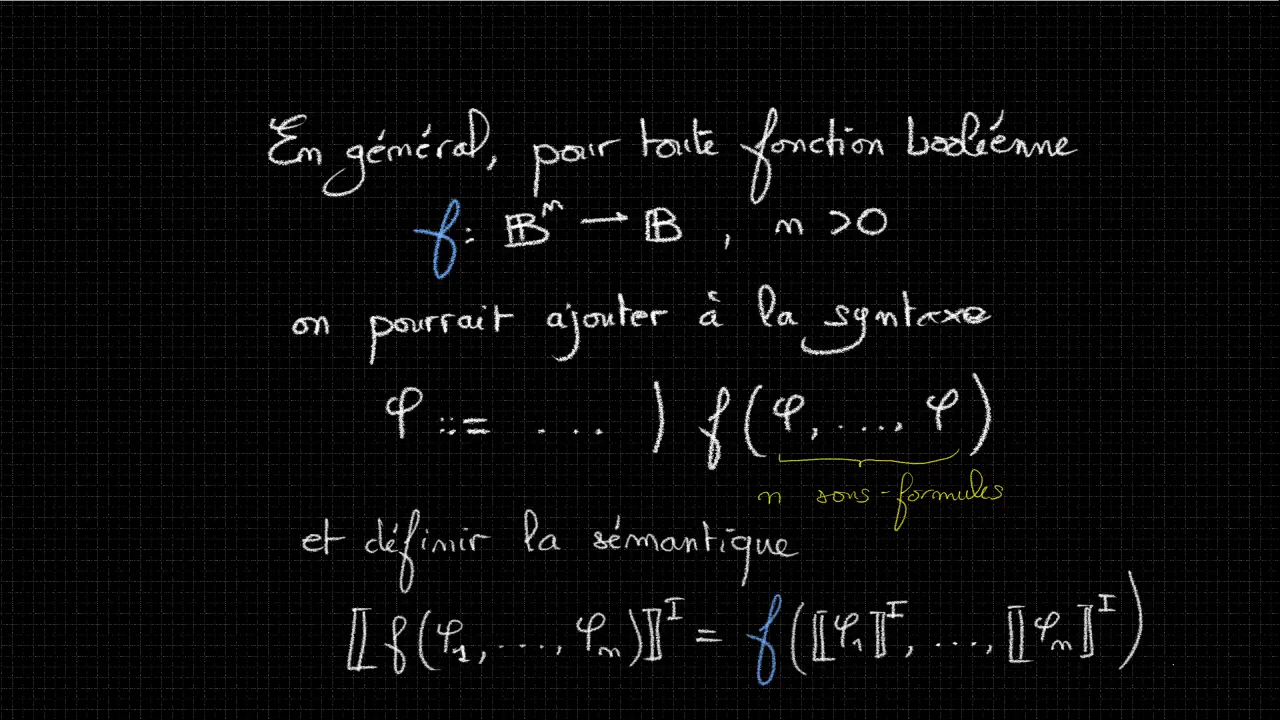 En général, pour toute fonction booléenne
f : 𝔹ⁿ → 𝔹 , n > 0
on pourrait ajouter à la syntaxe
φ ::= .... | f(φ, ..., φ)
n sous-formules
et définir la sémantique
⟦f(φ₁, ..., φₙ)⟧ᴵ = f(⟦φ₁⟧ᴵ, ..., ⟦φₙ⟧ᴵ)